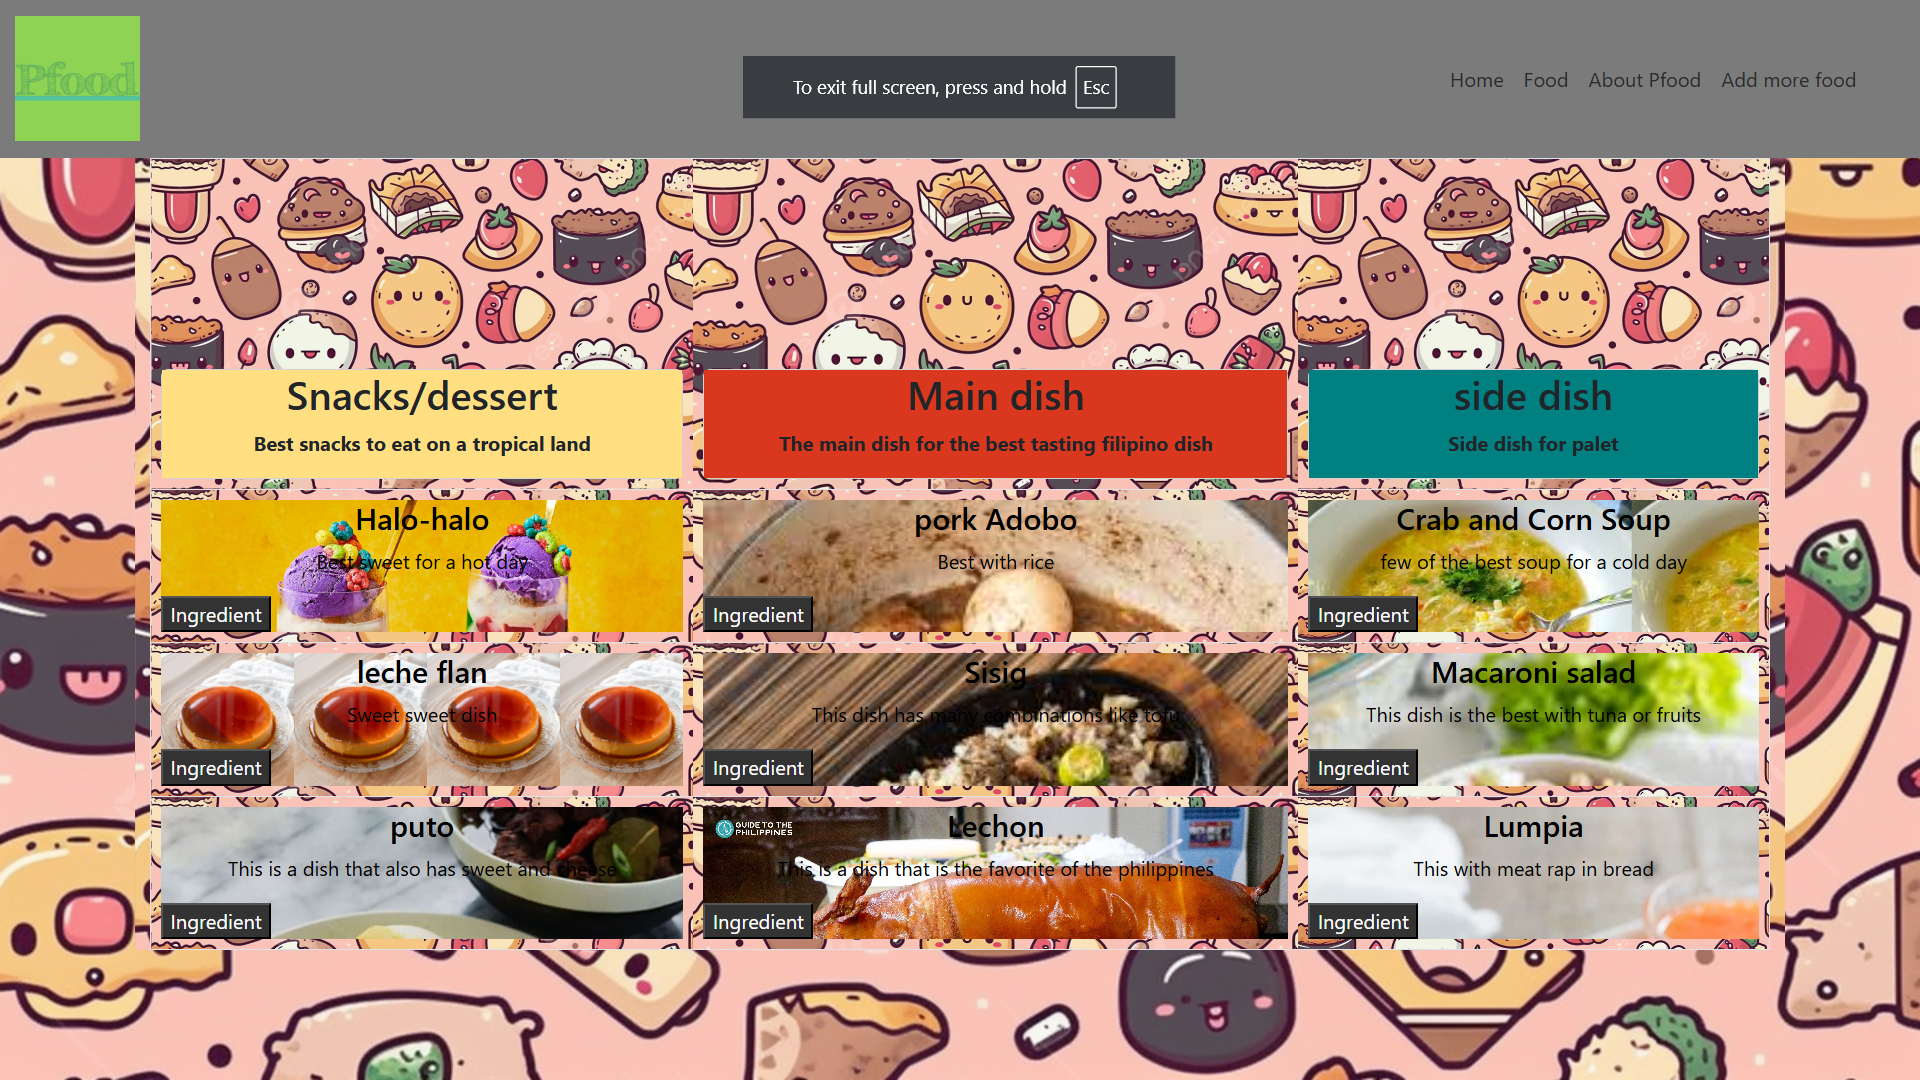 Pfood
To exit full screen, press and hold Esc
Home Food About Pfood Add more food
Snacks/dessert
Best snacks to eat on a tropical land
Main dish
The main dish for the best tasting filipino dish
side dish
Side dish for palet
Halo-halo
Best sweet for a hot day
Ingredient
pork Adobo
Best with rice
Ingredient
Crab and Corn Soup
few of the best soup for a cold day
Ingredient
leche flan
Sweet sweet dish
Ingredient
Sisig
This dish has many combinations like tofu
Ingredient
Macaroni salad
This dish is the best with tuna or fruits
Ingredient
puto
This is a dish that also has sweet and cheese
Ingredient
GUIDE TO THE
PHILIPPINES
Lechon
This is a dish that is the favorite of the philippines
Ingredient
Lumpia
This with meat rap in bread
Ingredient